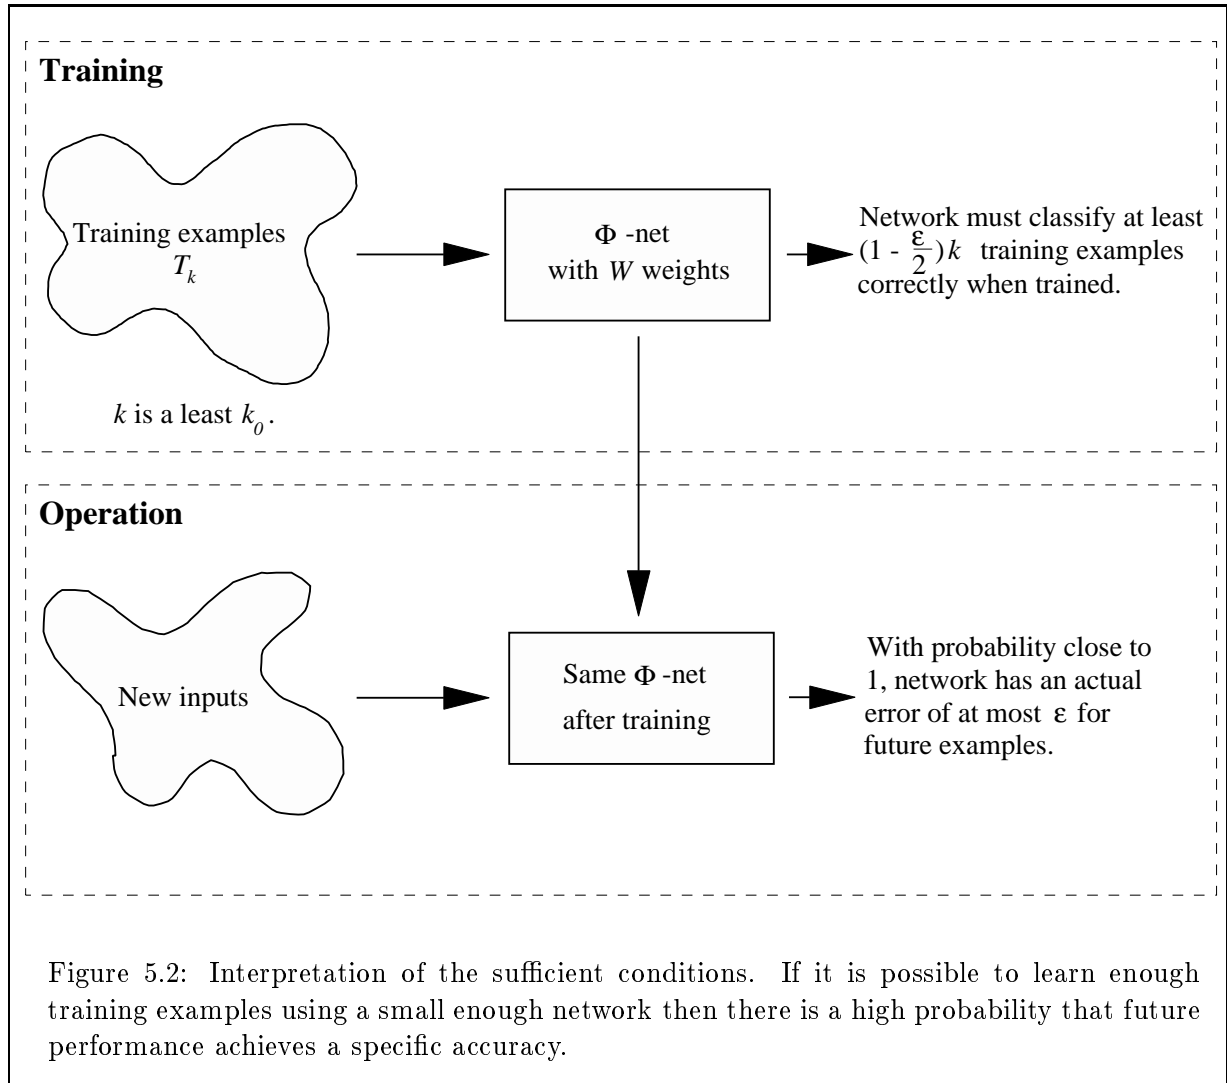 Training
Training examples
T_k
k is a least k_0.
Φ -net
with W weights
Network must classify at least
(1 - ε/2)k training examples
correctly when trained.
Operation
New inputs
Same Φ -net
after training
With probability close to
1, network has an actual
error of at most ε for
future examples.
Figure 5.2: Interpretation of the sufficient conditions. If it is possible to learn enough
training examples using a small enough network then there is a high probability that future
performance achieves a specific accuracy.